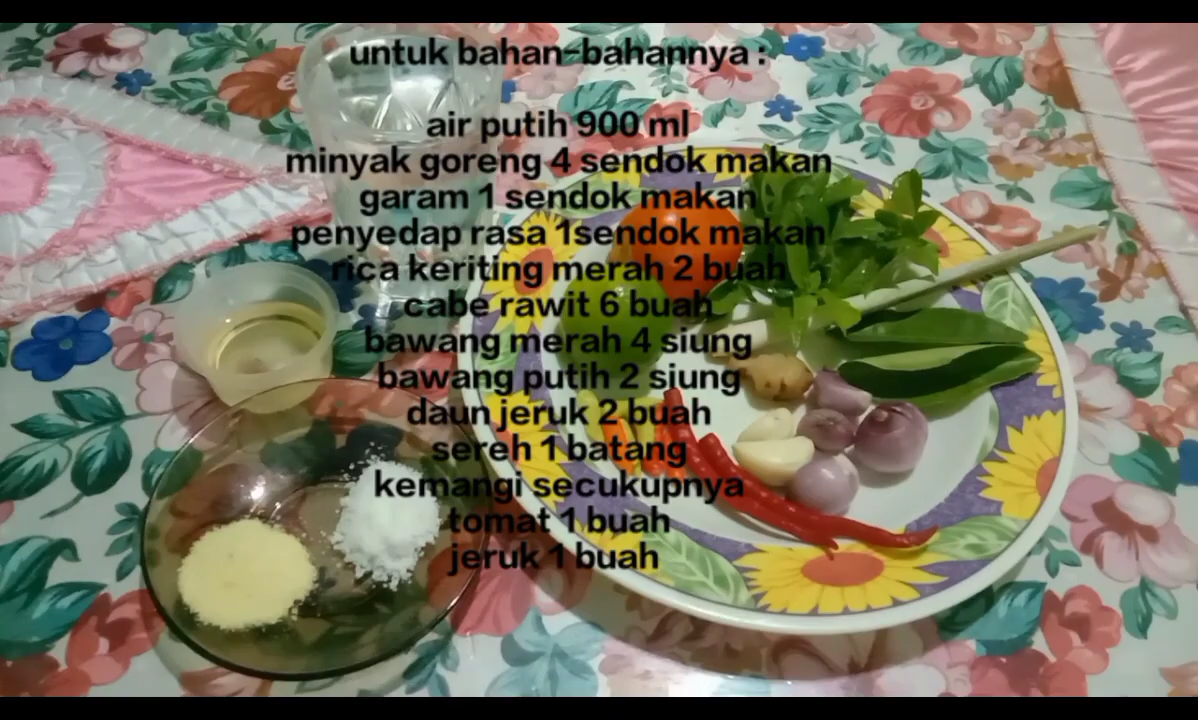 untuk bahan-bahannya :
air putih 900 ml
minyak goreng 4 sendok makan
garam 1 sendok makan
penyedap rasa 1sendok makan
rica keriting merah 2 buah
cabe rawit 6 buah
bawang merah 4 siung
bawang putih 2 siung
daun jeruk 2 buah
sereh 1 batang
kemangi secukupnya
tomat 1 buah
jeruk 1 buah